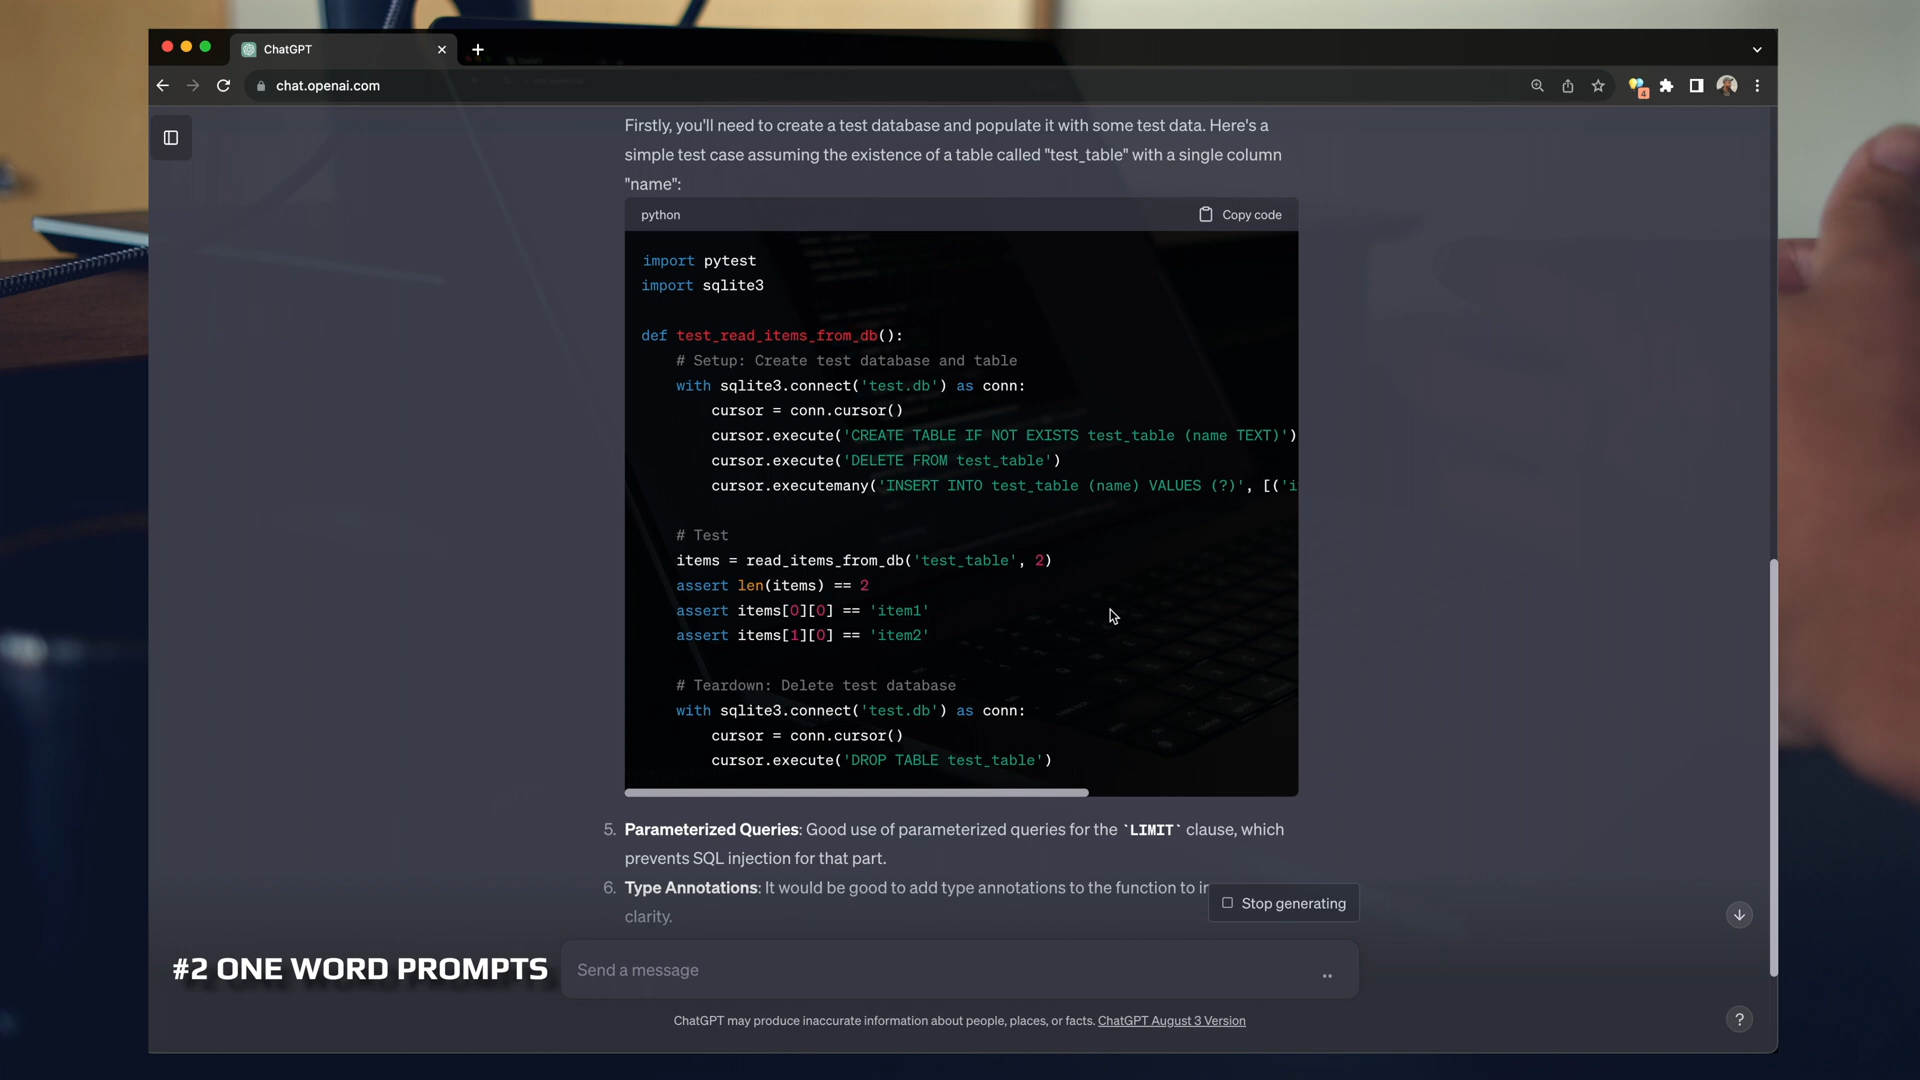 ChatGPT
chat.openai.com
4
Firstly, you'll need to create a test database and populate it with some test data. Here's a
simple test case assuming the existence of a table called "test_table" with a single column
"name":
python
Copy code
import pytest
import sqlite3
def test_read_items_from_db():
# Setup: Create test database and table
with sqlite3.connect('test.db') as conn:
cursor = conn.cursor()
cursor.execute('CREATE TABLE IF NOT EXISTS test_table (name TEXT)')
cursor.execute('DELETE FROM test_table')
cursor.executemany('INSERT INTO test_table (name) VALUES (?)', [('i
# Test
items = read_items_from_db('test_table', 2)
assert len(items) == 2
assert items[0][0] == 'item1'
assert items[1][0] == 'item2'
# Teardown: Delete test database
with sqlite3.connect('test.db') as conn:
cursor = conn.cursor()
cursor.execute('DROP TABLE test_table')
5. Parameterized Queries: Good use of parameterized queries for the `LIMIT` clause, which
prevents SQL injection for that part.
6. Type Annotations: It would be good to add type annotations to the function to
clarity.
Stop generating
#2 ONE WORD PROMPTS
Send a message
ChatGPT may produce inaccurate information about people, places, or facts. ChatGPT August 3 Version
?